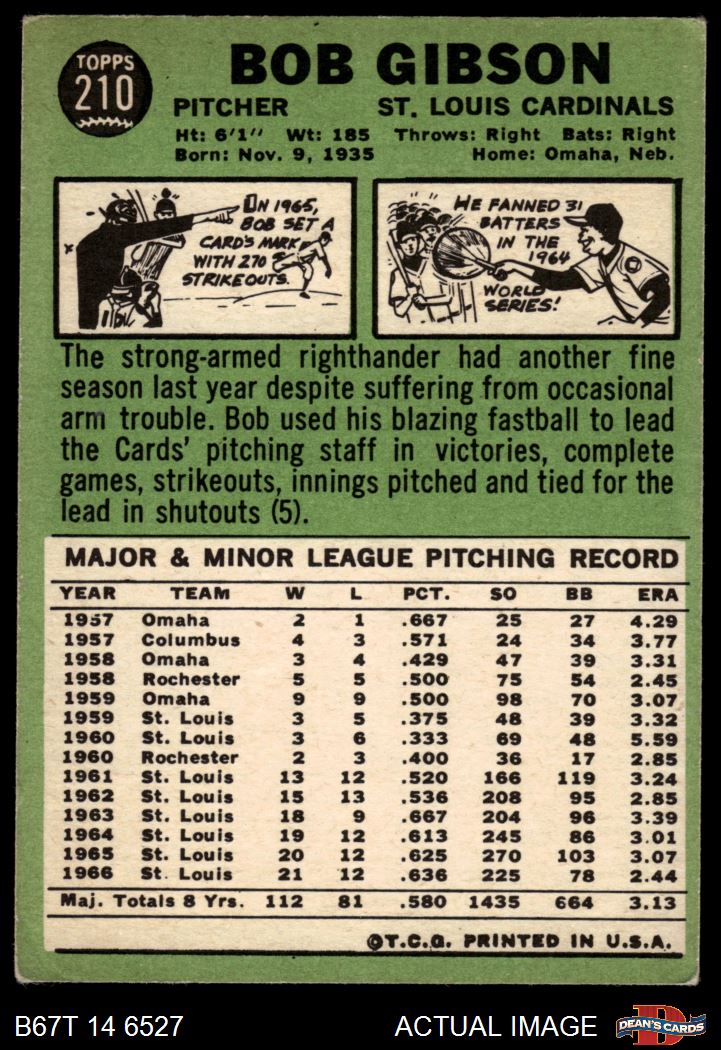 TOPPS
210
BOB GIBSON
PITCHER ST. LOUIS CARDINALS
Ht: 6'1" Wt: 185 Throws: Right Bats: Right
Born: Nov. 9, 1935 Home: Omaha, Neb.
IN 1965,
BOB SET A
CARD'S MARK
WITH 270
STRIKEOUTS.
HE FANNED 31
BATTERS
IN THE
1964
WORLD
SERIES!
The strong-armed righthander had another fine
season last year despite suffering from occasional
arm trouble. Bob used his blazing fastball to lead
the Cards' pitching staff in victories, complete
games, strikeouts, innings pitched and tied for the
lead in shutouts (5).
MAJOR & MINOR LEAGUE PITCHING RECORD
YEAR TEAM W L PCT. SO BB ERA
1957 Omaha 2 1 .667 25 27 4.29
1957 Columbus 4 3 .571 24 34 3.77
1958 Omaha 3 4 .429 47 39 3.31
1958 Rochester 5 5 .500 75 54 2.45
1959 Omaha 9 9 .500 98 70 3.07
1959 St. Louis 3 5 .375 48 39 3.32
1960 St. Louis 3 6 .333 69 48 5.59
1960 Rochester 2 3 .400 36 17 2.85
1961 St. Louis 13 12 .520 166 119 3.24
1962 St. Louis 15 13 .536 208 95 2.85
1963 St. Louis 18 9 .667 204 96 3.39
1964 St. Louis 19 12 .613 245 86 3.01
1965 St. Louis 20 12 .625 270 103 3.07
1966 St. Louis 21 12 .636 225 78 2.44
Maj. Totals 8 Yrs. 112 81 .580 1435 664 3.13
©T.C.G. PRINTED IN U.S.A.
B67T 14 6527 ACTUAL IMAGE
D
DEAN'S CARDS